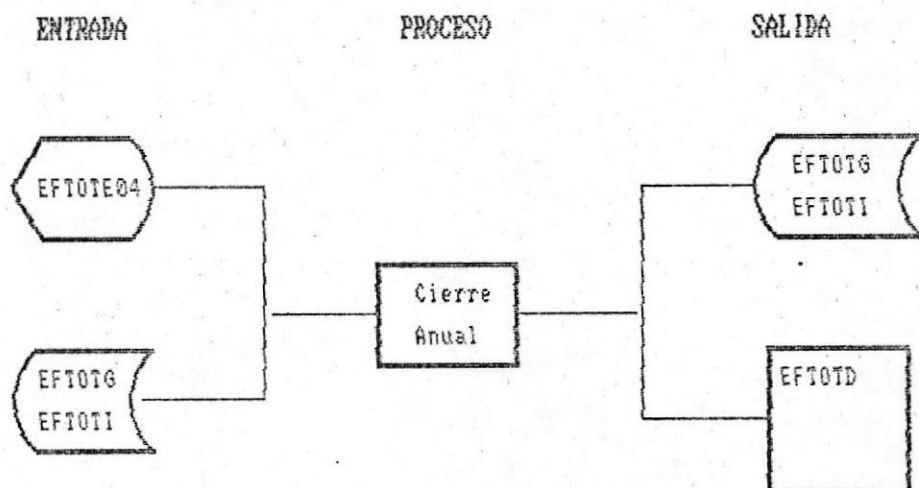 ENTRADA PROCESO SALIDA
EFTOTE04
EFTOTG
EFTOTI
Cierre
Anual
EFTOTG
EFTOTI
EFTOTD